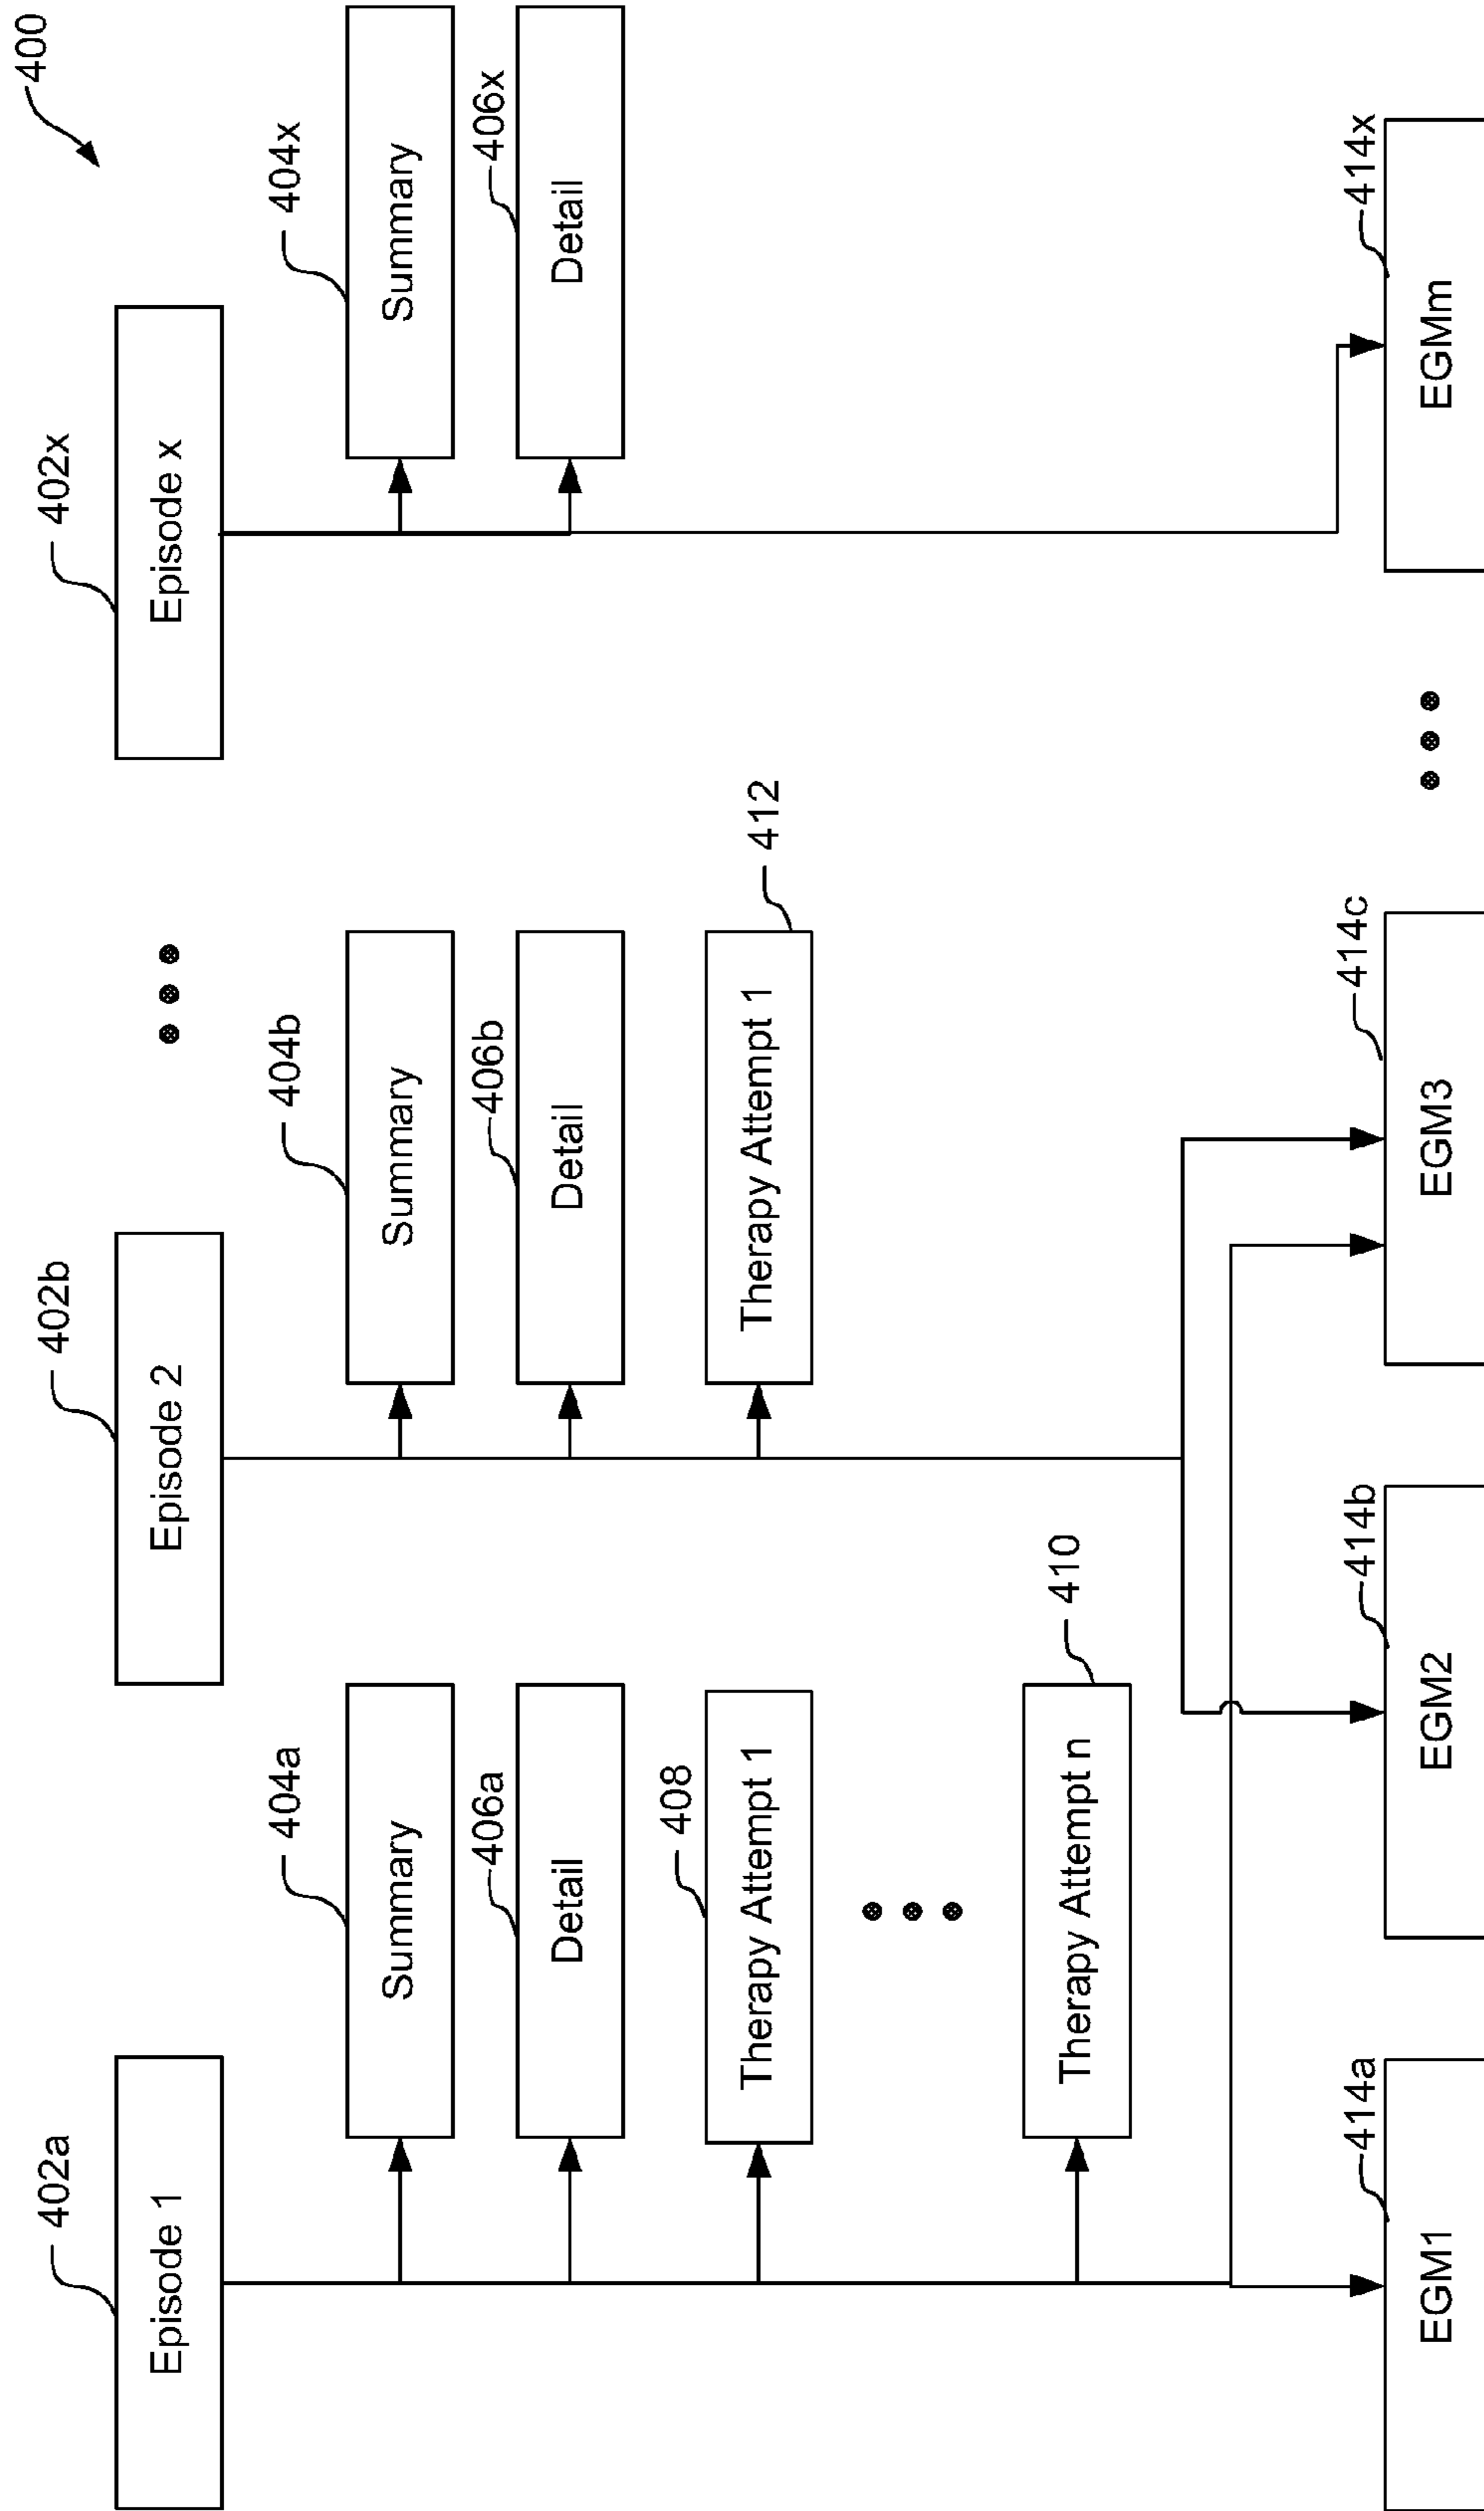 400
402a
402b
402x
Episode 1
Episode 2
Episode x
404a
404b
404x
Summary
Summary
Summary
406a
406b
406x
Detail
Detail
Detail
408
412
Therapy Attempt 1
Therapy Attempt 1
410
Therapy Attempt n
414a
414b
414c
414x
EGM1
EGM2
EGM3
EGMm